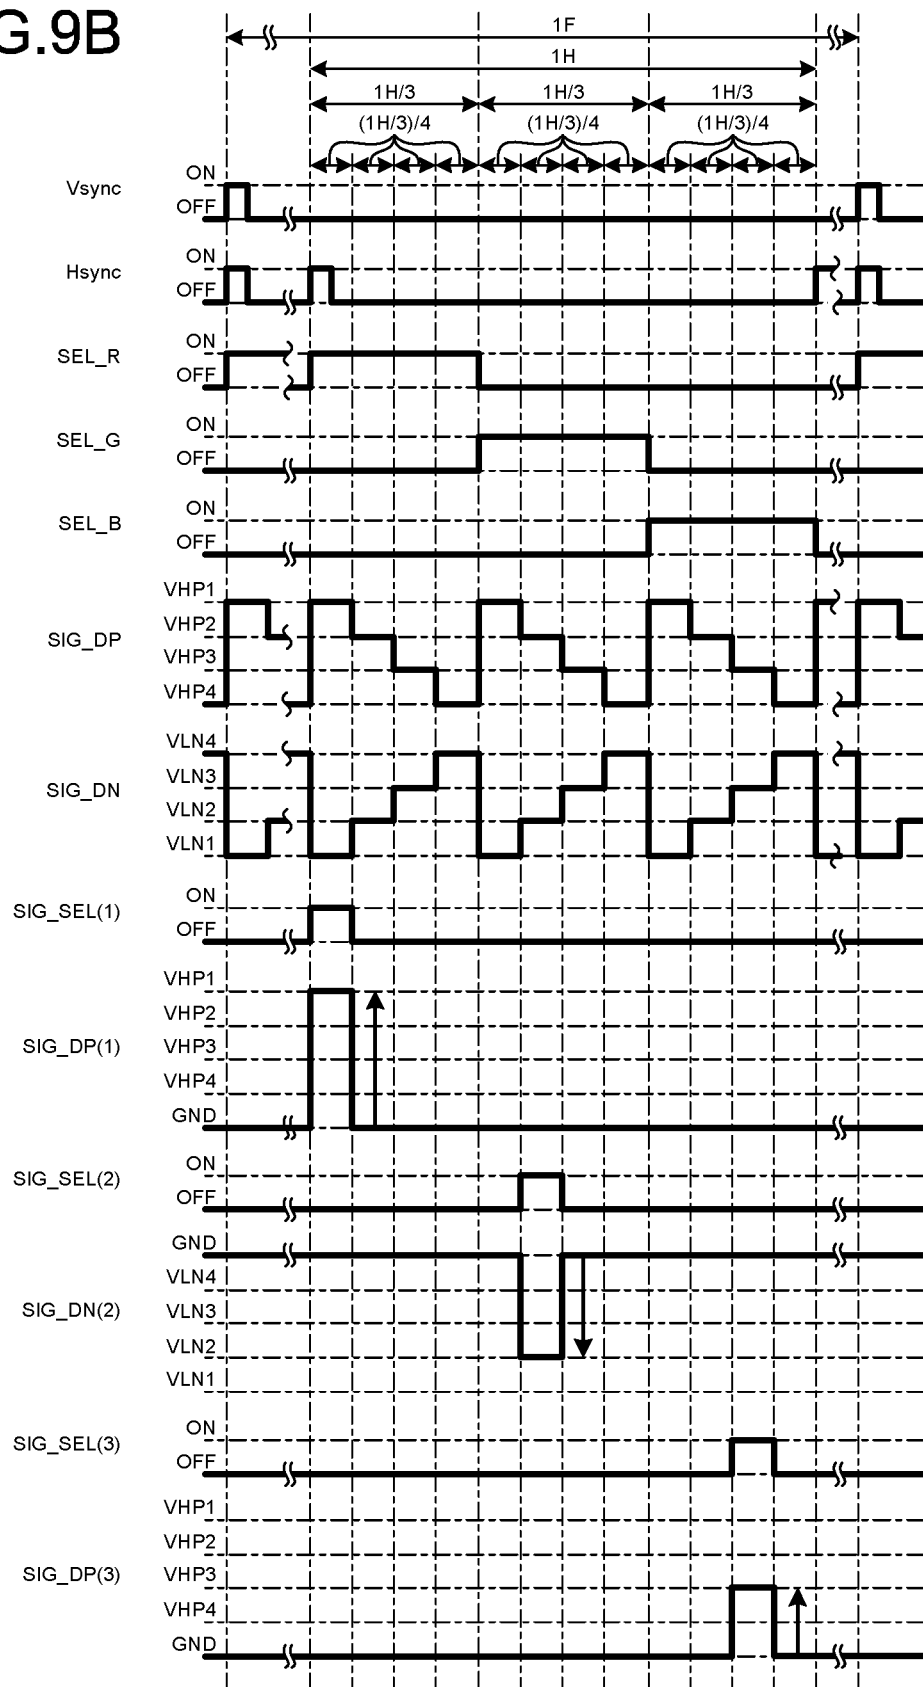 G.9B
1F
1H
1H/3 1H/3 1H/3
(1H/3)/4 (1H/3)/4 (1H/3)/4
Vsync
ON
OFF
Hsync
ON
OFF
SEL_R
ON
OFF
SEL_G
ON
OFF
SEL_B
ON
OFF
SIG_DP
VHP1
VHP2
VHP3
VHP4
SIG_DN
VLN4
VLN3
VLN2
VLN1
SIG_SEL(1)
ON
OFF
SIG_DP(1)
VHP1
VHP2
VHP3
VHP4
GND
SIG_SEL(2)
ON
OFF
SIG_DN(2)
GND
VLN4
VLN3
VLN2
VLN1
SIG_SEL(3)
ON
OFF
SIG_DP(3)
VHP1
VHP2
VHP3
VHP4
GND